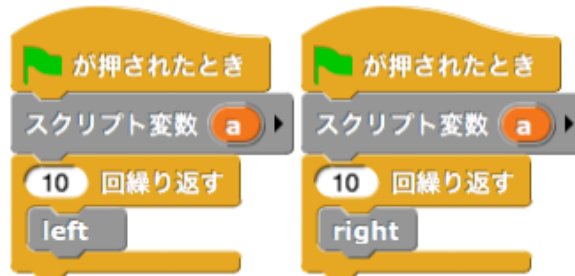 が押されたとき
スクリプト変数 a
10 回繰り返す
left
が押されたとき
スクリプト変数 a
10 回繰り返す
right